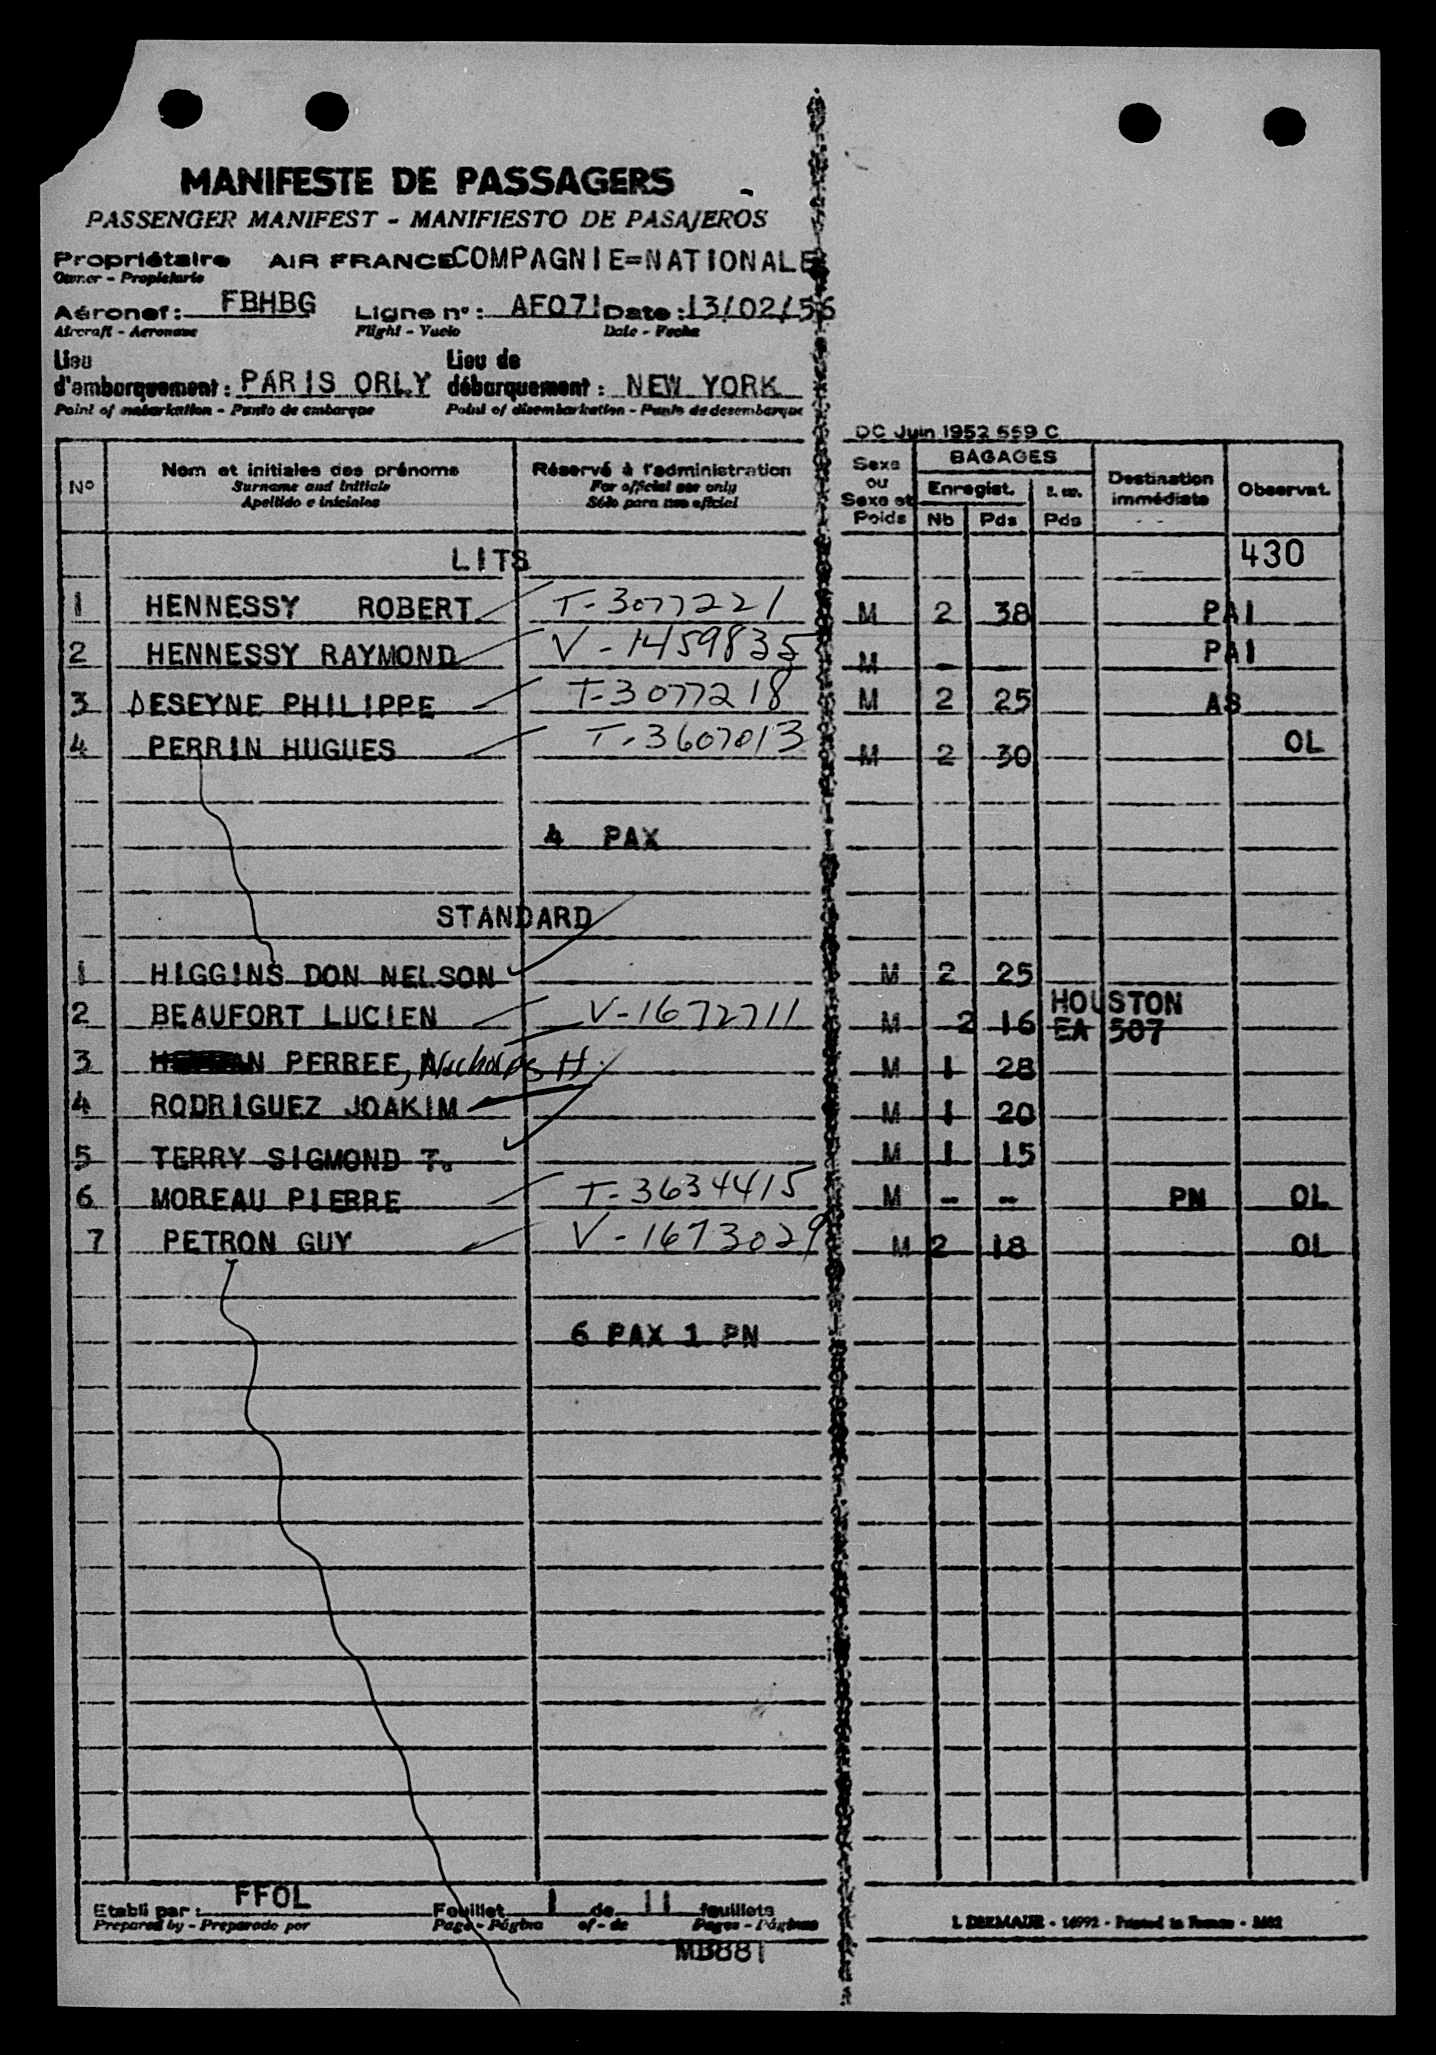 MANIFESTE DE PASSAGERS
PASSENGER MANIFEST - MANIFIESTO DE PASAJEROS
Propriétaire AIR FRANCE COMPAGNIE=NATIONALE
Owner - Propietario
Aéronef: FBHBG Ligne n°: AF071 Date: 13/02/56
Aircraft - Aeronave Flight - Vuelo Date - Fecha
Lieu d'embarquement: PARIS ORLY Lieu de débarquement: NEW YORK
Point of embarkation - Punto de embarque Point of disembarkation - Punto de desembarque
DC Juin 1952 559 C
N° Nom et initiales des prénoms Réservé à l'administration Sexe ou Sexe et Poids BAGAGES Destination immédiate Observat.
Surname and initials For official use only Enregist.
Apellido e iniciales Sólo para uso oficial Nb Pds Pds
LITS 430
1 HENNESSY ROBERT T-3077221 M 2 38 PAI
2 HENNESSY RAYMOND V-1459835 M - - PAI
3 DESEYNE PHILIPPE T-3077218 M 2 25 AS
4 PERRIN HUGUES T-3607013 M 2 30 OL
4 PAX
STANDARD
1 HIGGINS DON NELSON M 2 25
2 BEAUFORT LUCIEN V-1672711 M 2 16 HOUSTON EA 507
3 PERREE, Nicholas H. M 1 28
4 RODRIGUEZ JOAKIM M 1 20
5 TERRY SIGMOND T. M 1 15
6 MOREAU PIERRE T-3634415 M - - PN OL
7 PETRON GUY V-1673029 M 2 18 OL
6 PAX 1 PN
Etabli par: FFOL Feuillet 1 de 11 feuillets
Prepared by - Preparado por Page - Página of - de Pages - Páginas
Printed in France
MB881